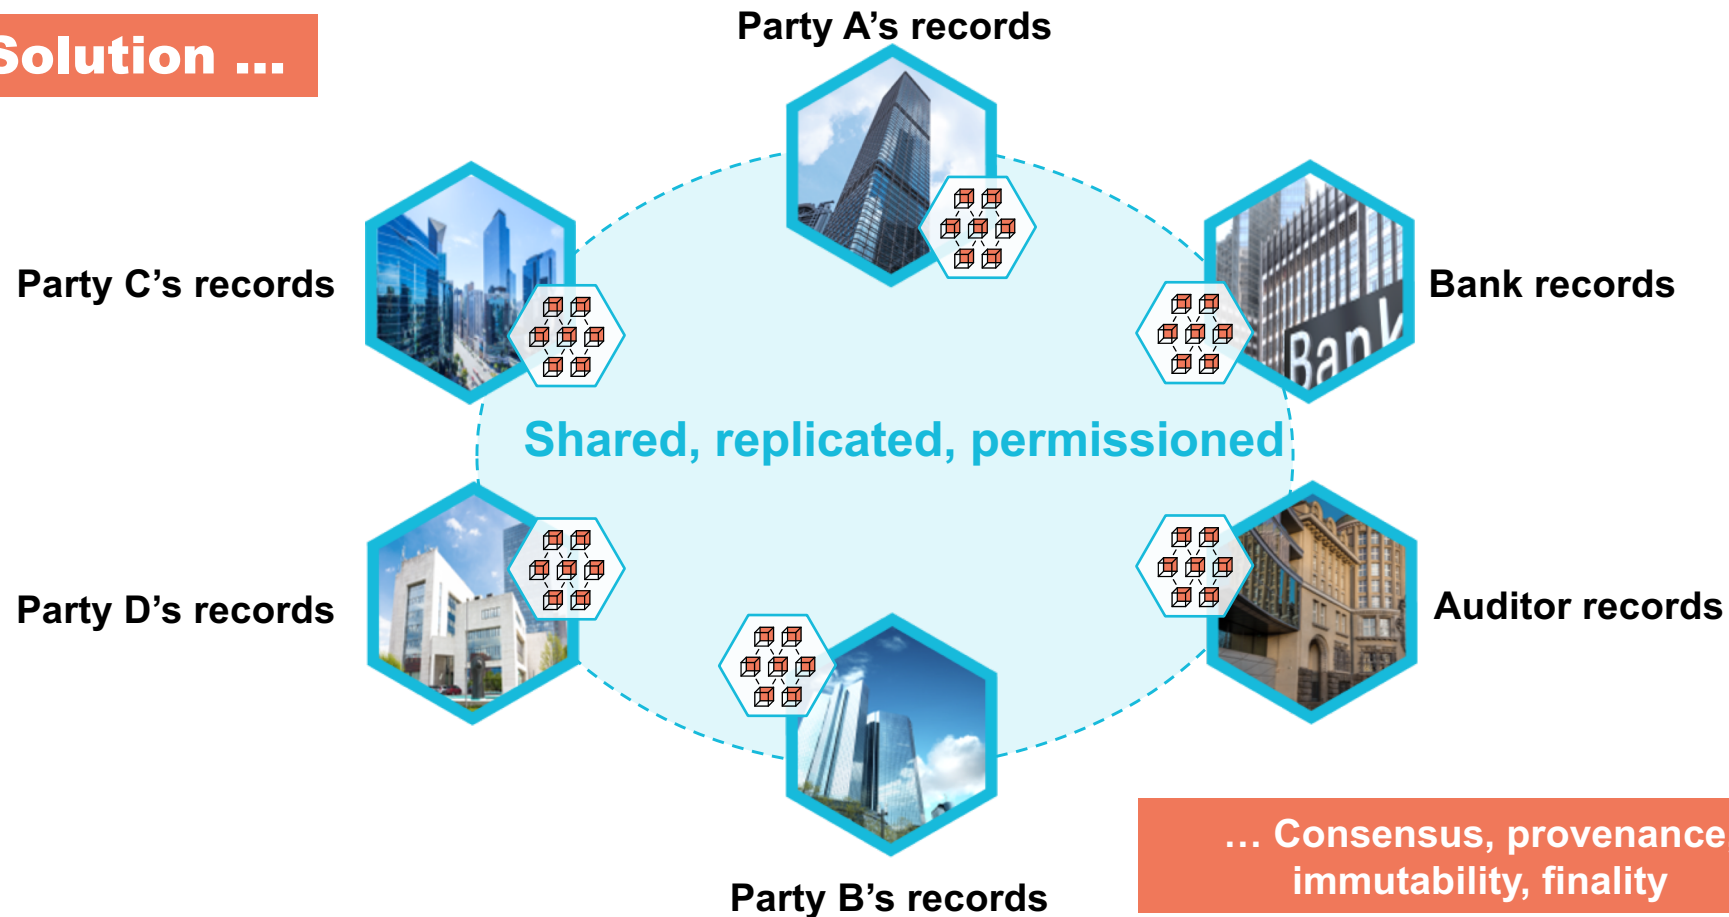 Solution ...
Party A’s records
Party C’s records
Bank records
Bank
Shared, replicated, permissioned
Party D’s records
Auditor records
Party B’s records
... Consensus, provenance,
immutability, finality